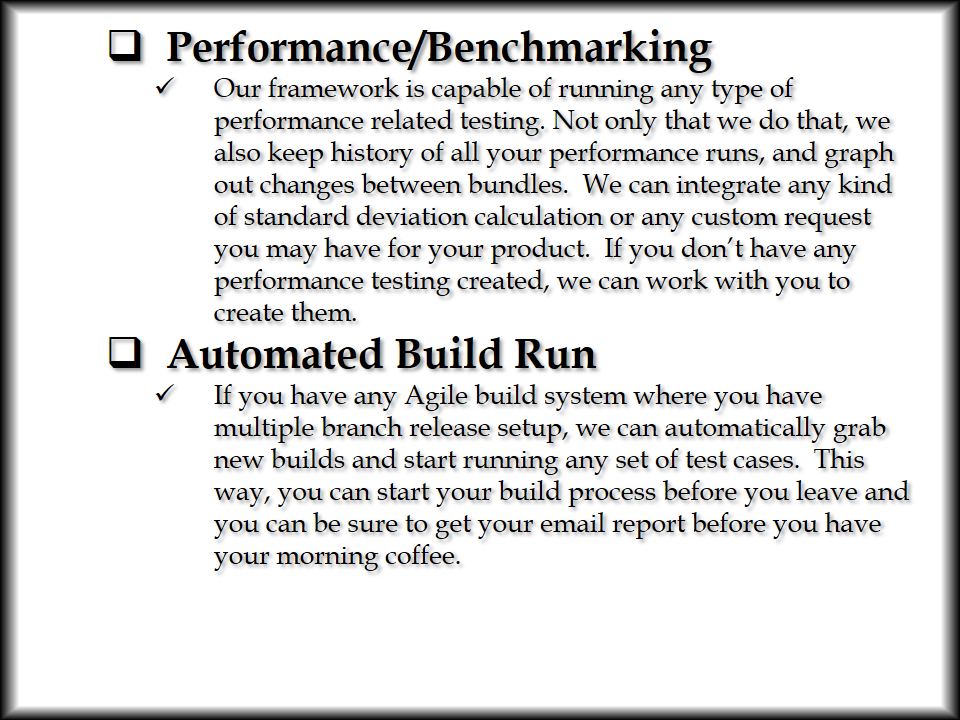 ❑ Performance/Benchmarking
✓ Our framework is capable of running any type of
performance related testing. Not only that we do that, we
also keep history of all your performance runs, and graph
out changes between bundles.  We can integrate any kind
of standard deviation calculation or any custom request
you may have for your product.  If you don’t have any
performance testing created, we can work with you to
create them.
❑ Automated Build Run
✓ If you have any Agile build system where you have
multiple branch release setup, we can automatically grab
new builds and start running any set of test cases.  This
way, you can start your build process before you leave and
you can be sure to get your email report before you have
your morning coffee.